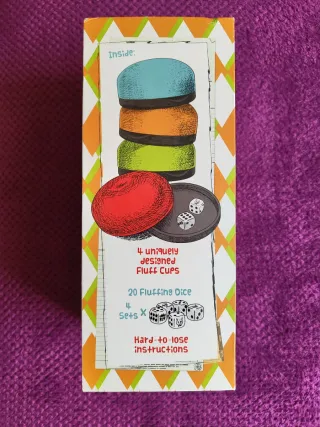 Inside:
4 uniquely
designed
Fluff Cups
20 Fluffing Dice
4
Sets X
Hard-to-lose
instructions